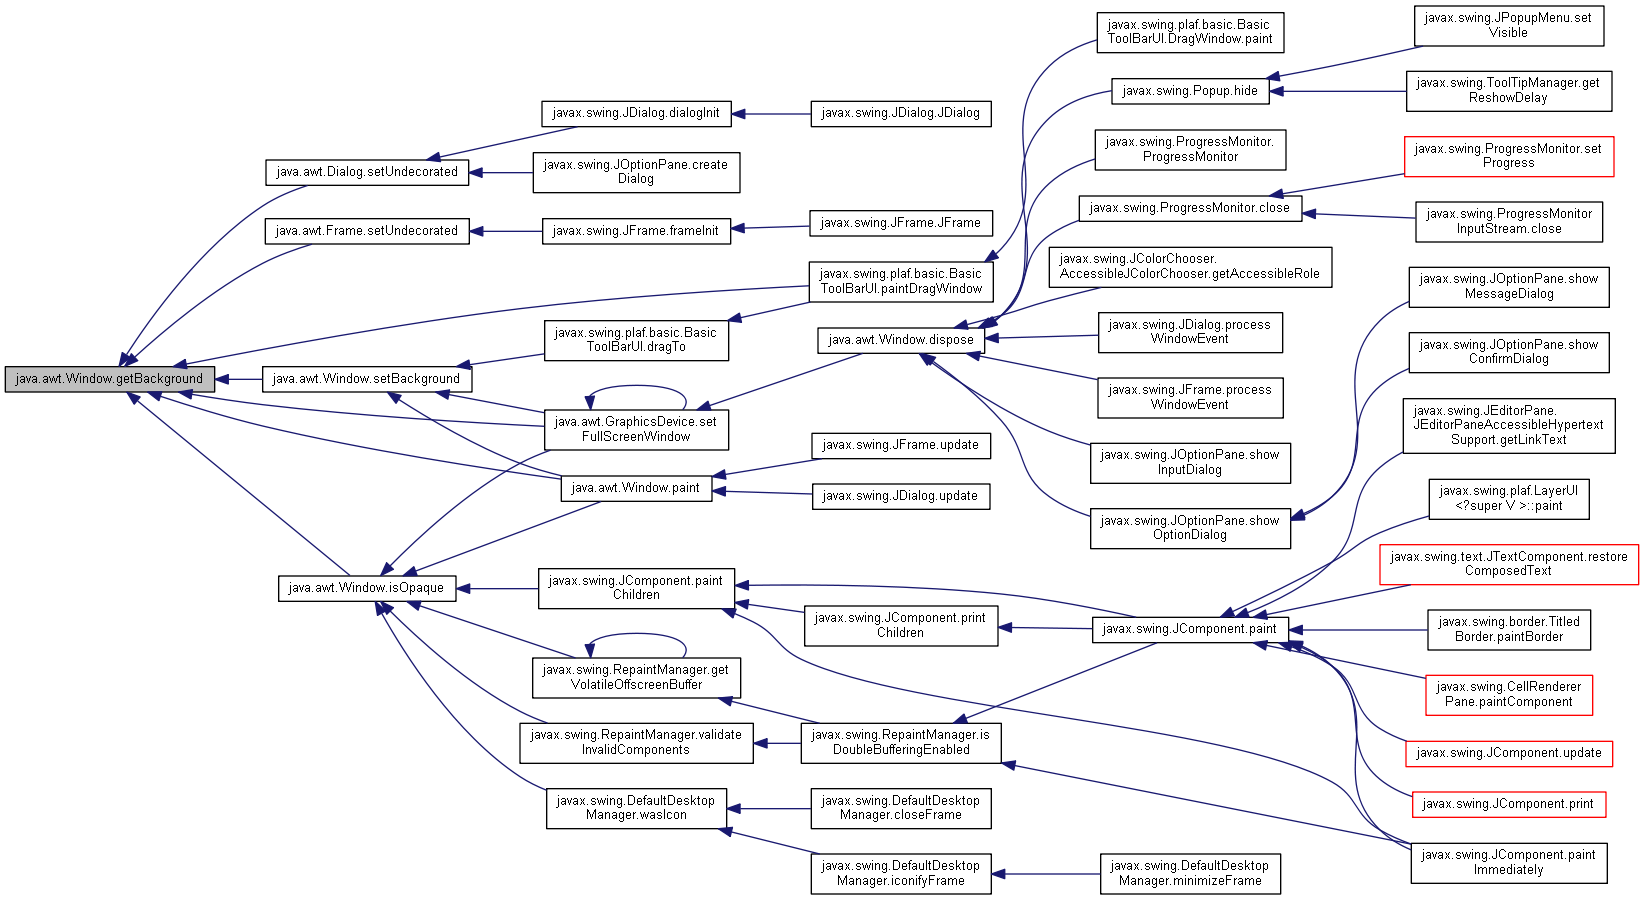 java.awt.Window.getBackground
java.awt.Dialog.setUndecorated
javax.swing.JDialog.dialogInit
javax.swing.JDialog.JDialog
javax.swing.JOptionPane.create
Dialog
java.awt.Frame.setUndecorated
javax.swing.JFrame.frameInit
javax.swing.JFrame.JFrame
javax.swing.plaf.basic.Basic
ToolBarUI.paintDragWindow
javax.swing.plaf.basic.Basic
ToolBarUI.DragWindow.paint
java.awt.Window.setBackground
javax.swing.plaf.basic.Basic
ToolBarUI.dragTo
java.awt.GraphicsDevice.set
FullScreenWindow
java.awt.Window.dispose
javax.swing.Popup.hide
javax.swing.JPopupMenu.set
Visible
javax.swing.ToolTipManager.get
ReshowDelay
javax.swing.ProgressMonitor.
ProgressMonitor
javax.swing.ProgressMonitor.close
javax.swing.ProgressMonitor.set
Progress
javax.swing.ProgressMonitor
InputStream.close
javax.swing.JColorChooser.
AccessibleJColorChooser.getAccessibleRole
javax.swing.JDialog.process
WindowEvent
javax.swing.JFrame.process
WindowEvent
javax.swing.JOptionPane.show
InputDialog
javax.swing.JOptionPane.show
OptionDialog
javax.swing.JOptionPane.show
MessageDialog
javax.swing.JOptionPane.show
ConfirmDialog
java.awt.Window.paint
javax.swing.JFrame.update
javax.swing.JDialog.update
java.awt.Window.isOpaque
javax.swing.JComponent.paint
Children
javax.swing.JComponent.print
Children
javax.swing.JComponent.paint
javax.swing.JEditorPane.
JEditorPaneAccessibleHypertext
Support.getLinkText
javax.swing.plaf.LayerUI
<?super V >::paint
javax.swing.text.JTextComponent.restore
ComposedText
javax.swing.border.Titled
Border.paintBorder
javax.swing.CellRenderer
Pane.paintComponent
javax.swing.JComponent.update
javax.swing.JComponent.print
javax.swing.JComponent.paint
Immediately
javax.swing.RepaintManager.get
VolatileOffscreenBuffer
javax.swing.RepaintManager.is
DoubleBufferingEnabled
javax.swing.RepaintManager.validate
InvalidComponents
javax.swing.DefaultDesktop
Manager.wasIcon
javax.swing.DefaultDesktop
Manager.closeFrame
javax.swing.DefaultDesktop
Manager.iconifyFrame
javax.swing.DefaultDesktop
Manager.minimizeFrame